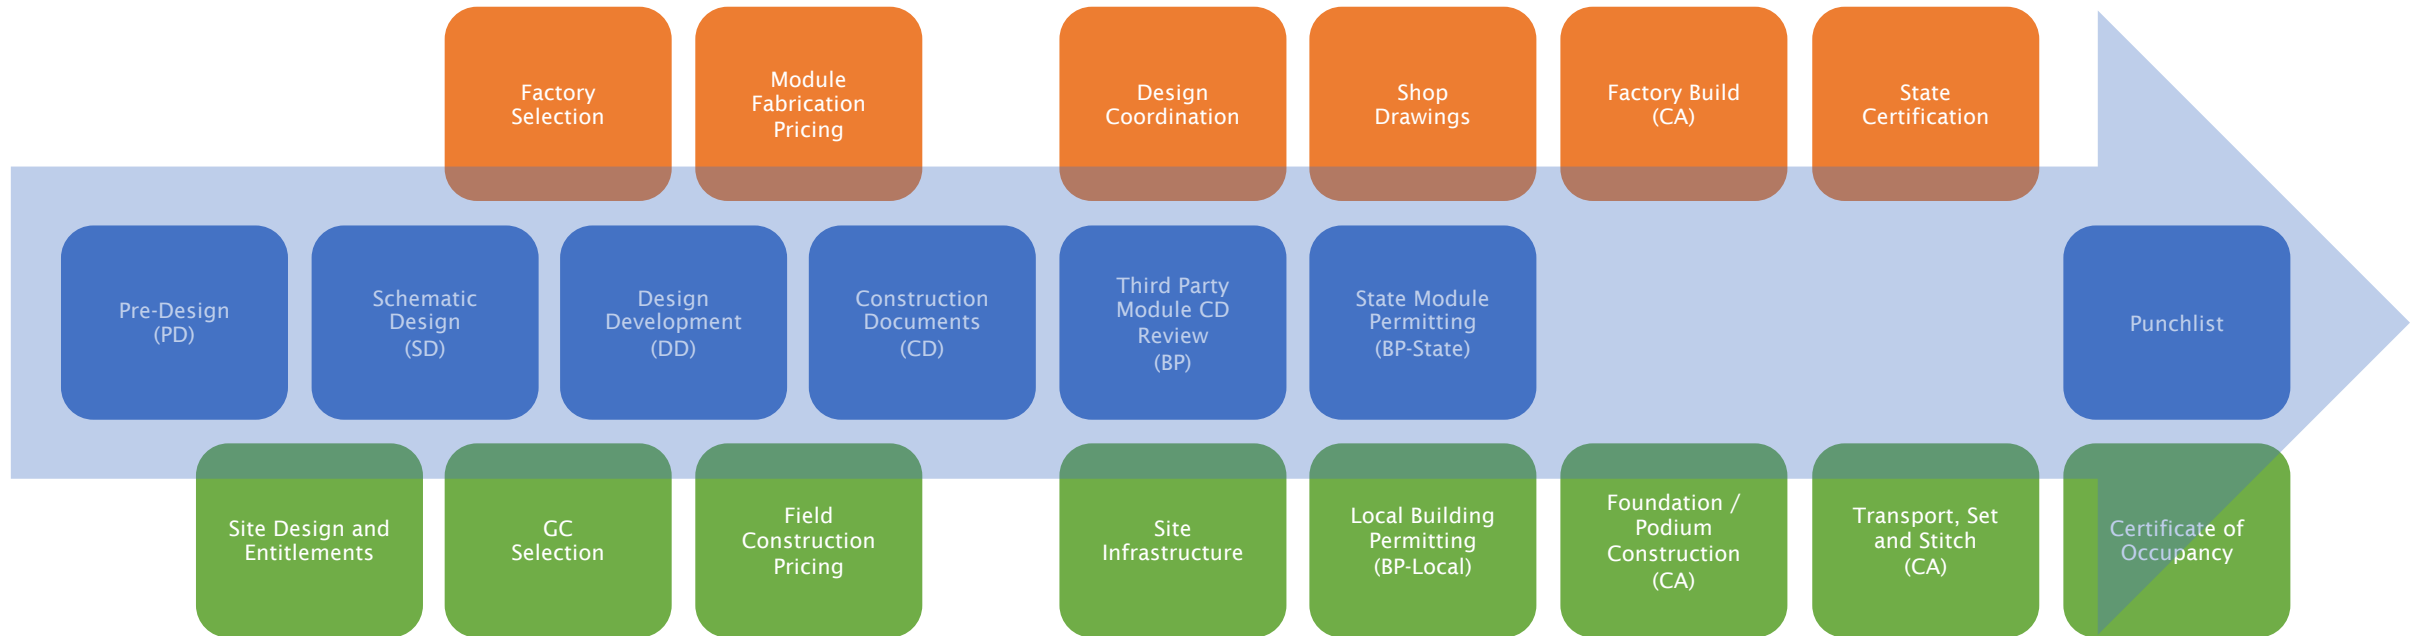 Factory
Selection
Module
Fabrication
Pricing
Design
Coordination
Shop
Drawings
Factory Build
(CA)
State
Certification
Pre-Design
(PD)
Schematic
Design
(SD)
Design
Development
(DD)
Construction
Documents
(CD)
Third Party
Module CD
Review
(BP)
State Module
Permitting
(BP-State)
Punchlist
Site Design and
Entitlements
GC
Selection
Field
Construction
Pricing
Site
Infrastructure
Local Building
Permitting
(BP-Local)
Foundation /
Podium
Construction
(CA)
Transport, Set
and Stitch
(CA)
Certificate of
Occupancy